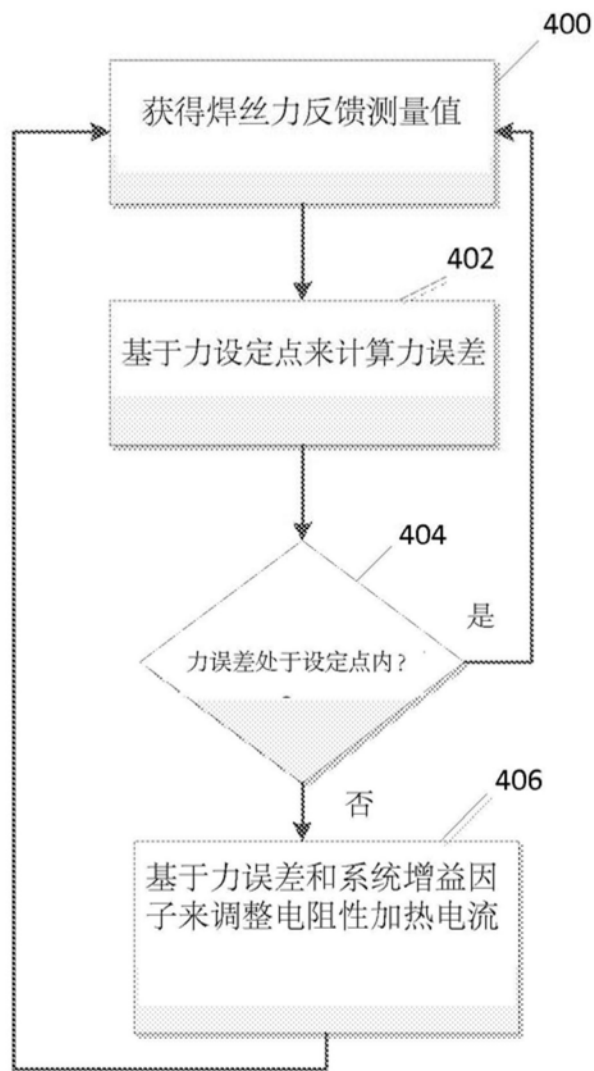 400
获得焊丝力反馈测量值
402
基于力设定点来计算力误差
404
是
力误差处于设定点内?
否
406
基于力误差和系统增益因
子来调整电阻性加热电流